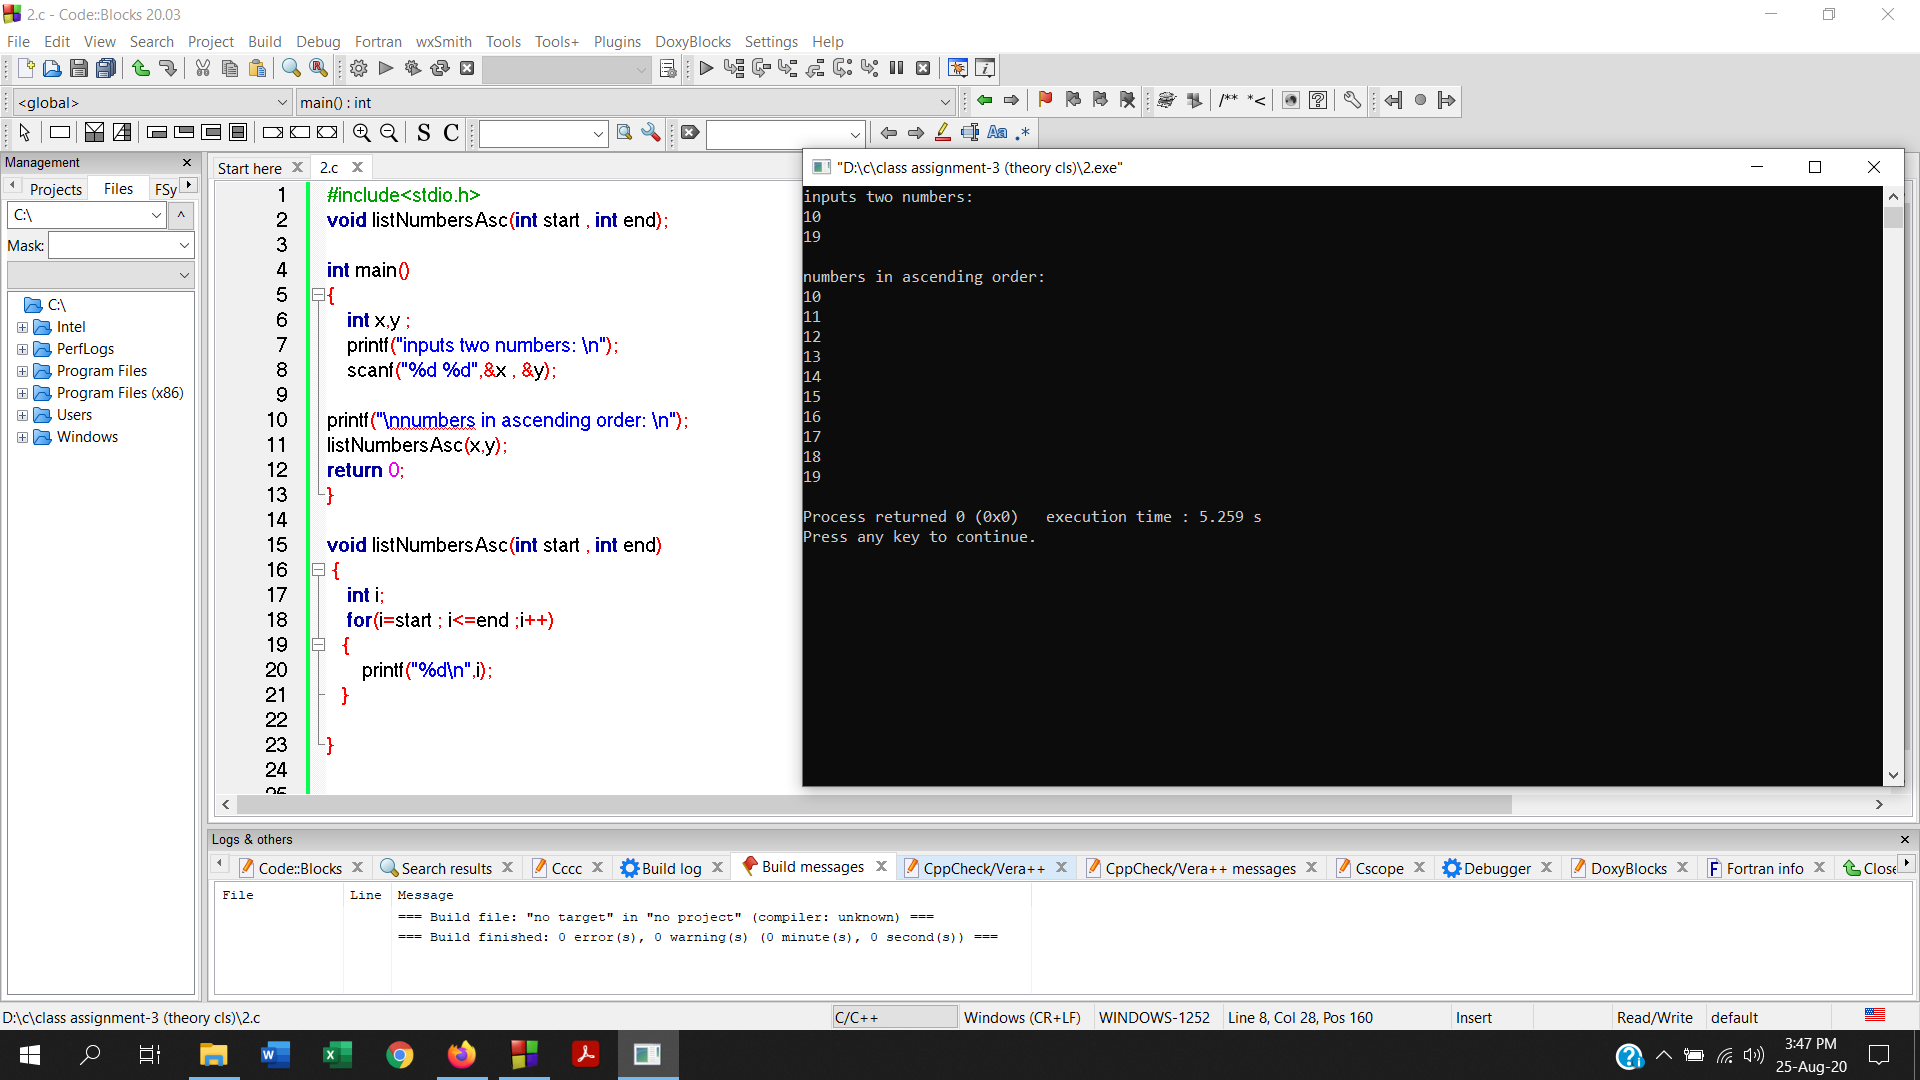 2.c - Code::Blocks 20.03
File Edit View Search Project Build Debug Fortran wxSmith Tools Tools+ Plugins DoxyBlocks Settings Help
<global> main() : int
/** *<
S C Aa .*
Management
Projects Files FSy
C:\
Mask:
C:\
Intel
PerfLogs
Program Files
Program Files (x86)
Users
Windows
Start here 2.c
1 #include<stdio.h>
2 void listNumbersAsc(int start , int end);
3
4 int main()
5 {
6 int x,y ;
7 printf("inputs two numbers: \n");
8 scanf("%d %d",&x , &y);
9
10 printf("\nnumbers in ascending order: \n");
11 listNumbersAsc(x,y);
12 return 0;
13 }
14
15 void listNumbersAsc(int start , int end)
16 {
17 int i;
18 for(i=start ; i<=end ;i++)
19 {
20 printf("%d\n",i);
21 }
22
23 }
24
25
"D:\c\class assignment-3 (theory cls)\2.exe"
inputs two numbers:
10
19
numbers in ascending order:
10
11
12
13
14
15
16
17
18
19
Process returned 0 (0x0) execution time : 5.259 s
Press any key to continue.
Logs & others
Code::Blocks Search results Cccc Build log Build messages CppCheck/Vera++ CppCheck/Vera++ messages Cscope Debugger DoxyBlocks Fortran info Close
File Line Message
=== Build file: "no target" in "no project" (compiler: unknown) ===
=== Build finished: 0 error(s), 0 warning(s) (0 minute(s), 0 second(s)) ===
D:\c\class assignment-3 (theory cls)\2.c C/C++ Windows (CR+LF) WINDOWS-1252 Line 8, Col 28, Pos 160 Insert Read/Write default
3:47 PM
25-Aug-20